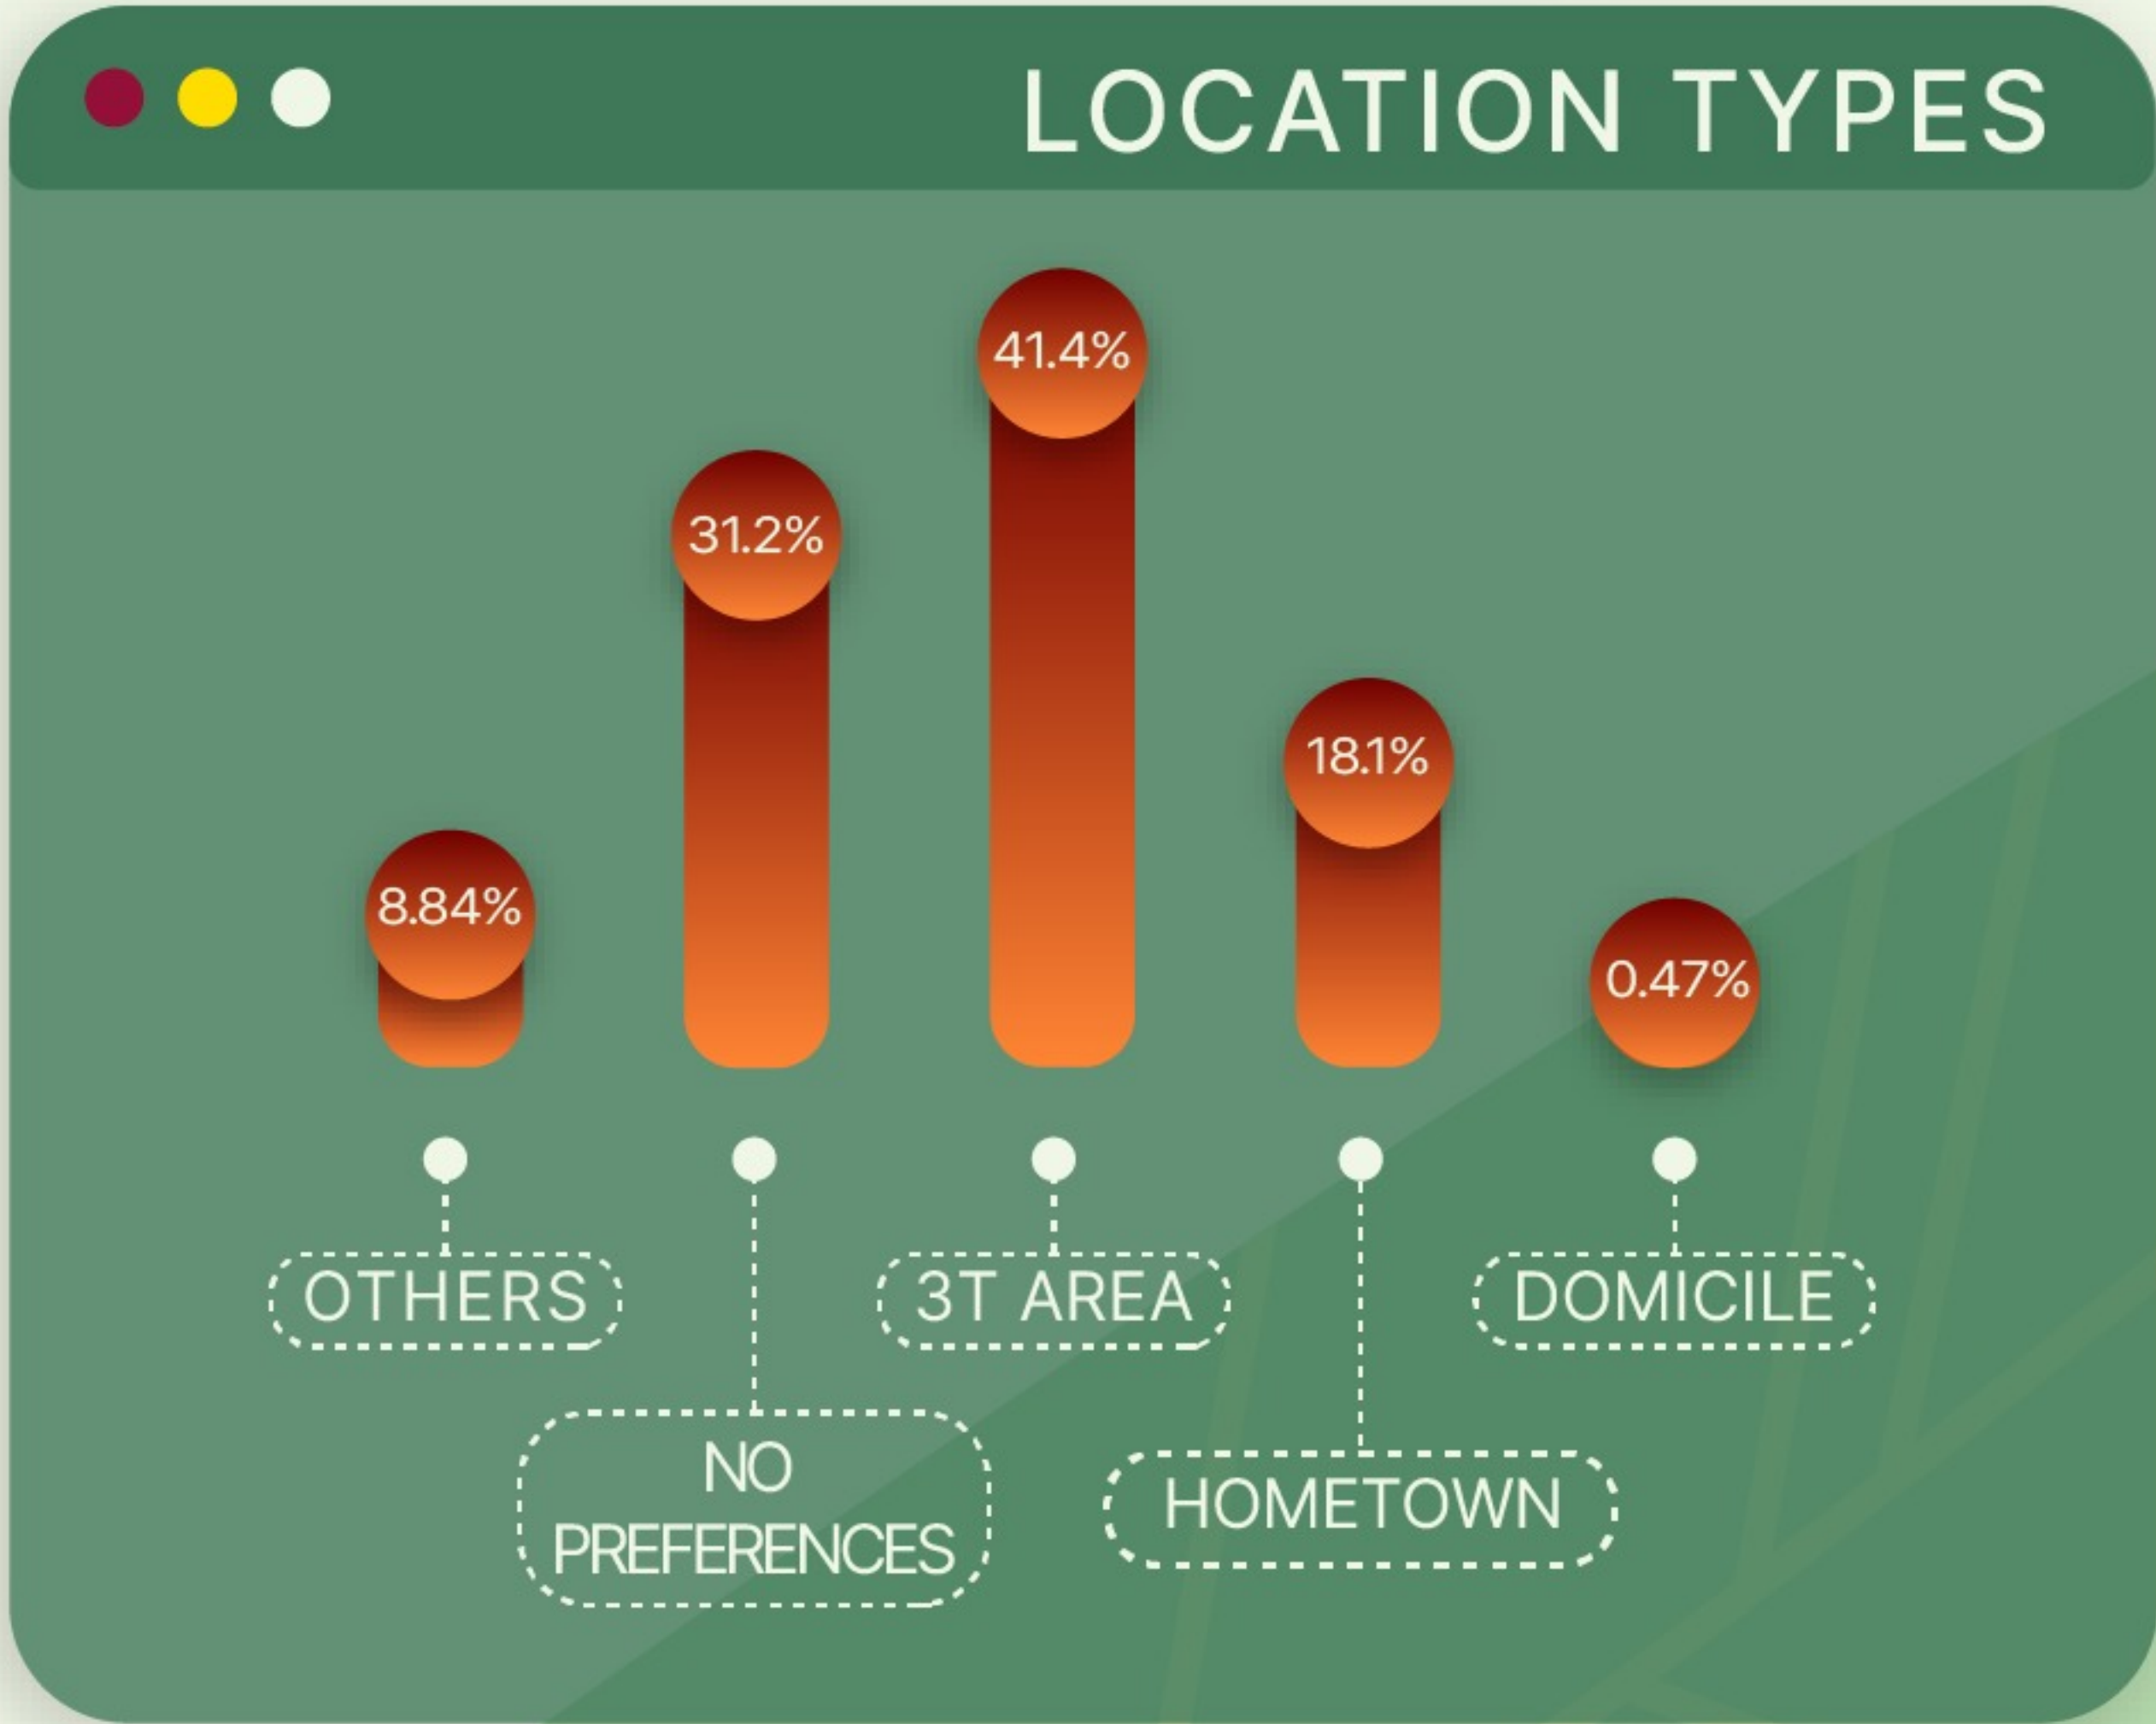 LOCATION TYPES
41.4%
31.2%
18.1%
8.84%
0.47%
OTHERS
3T AREA
DOMICILE
NO
PREFERENCES
HOMETOWN